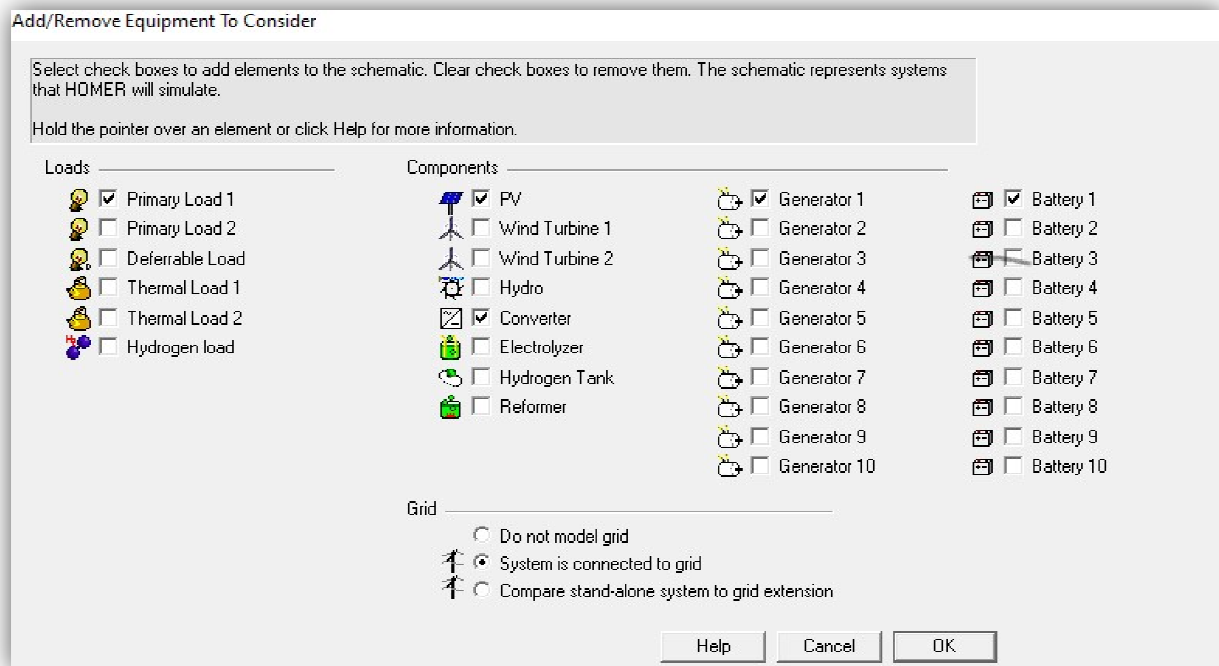 Add/Remove Equipment To Consider
Select check boxes to add elements to the schematic. Clear check boxes to remove them. The schematic represents systems
that HOMER will simulate.
Hold the pointer over an element or click Help for more information.
Loads
Primary Load 1
Primary Load 2
Deferrable Load
Thermal Load 1
Thermal Load 2
Hydrogen load
Components
PV
Wind Turbine 1
Wind Turbine 2
Hydro
Converter
Electrolyzer
Hydrogen Tank
Reformer
Generator 1
Generator 2
Generator 3
Generator 4
Generator 5
Generator 6
Generator 7
Generator 8
Generator 9
Generator 10
Battery 1
Battery 2
Battery 3
Battery 4
Battery 5
Battery 6
Battery 7
Battery 8
Battery 9
Battery 10
Grid
Do not model grid
System is connected to grid
Compare stand-alone system to grid extension
Help
Cancel
OK